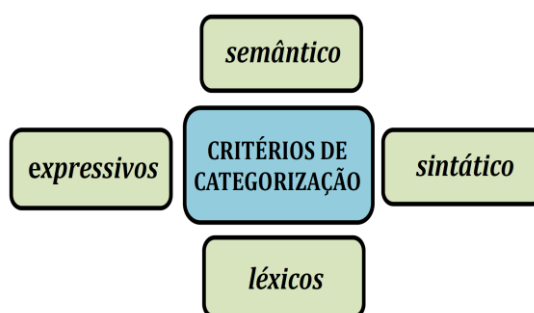 semântico
expressivos
CRITÉRIOS DE
CATEGORIZAÇÃO
sintático
léxicos